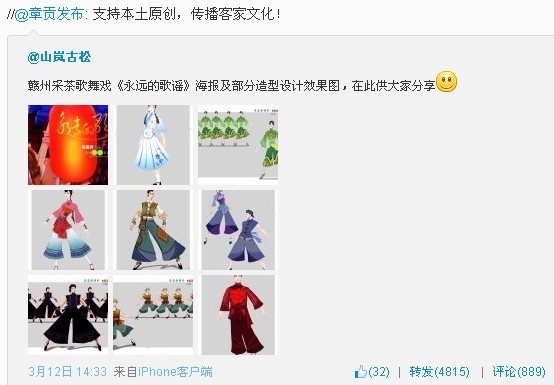 //@章贡发布: 支持本土原创，传播客家文化！
@山岚古松
赣州采茶歌舞戏《永远的歌谣》海报及部分造型设计效果图，在此供大家分享
3月12日 14:33 来自iPhone客户端
(32) | 转发(4815) | 评论(889)